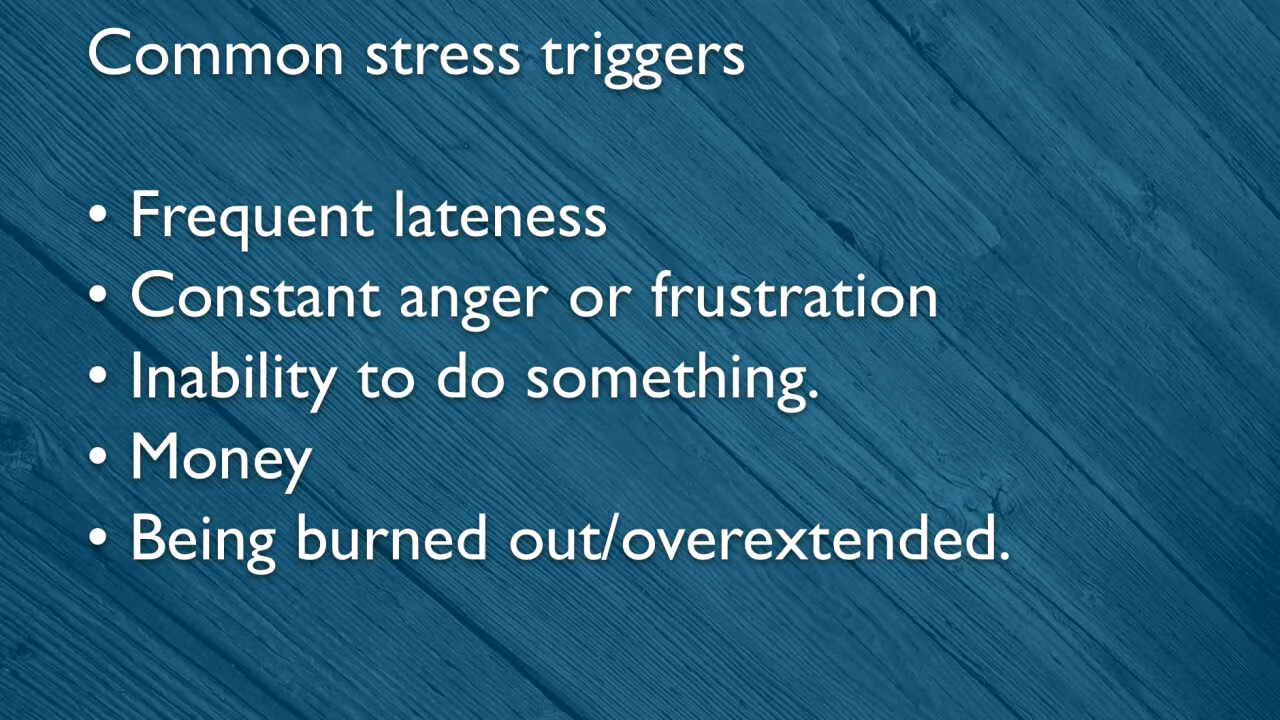 Common stress triggers
• Frequent lateness
• Constant anger or frustration
• Inability to do something.
• Money
• Being burned out/overextended.